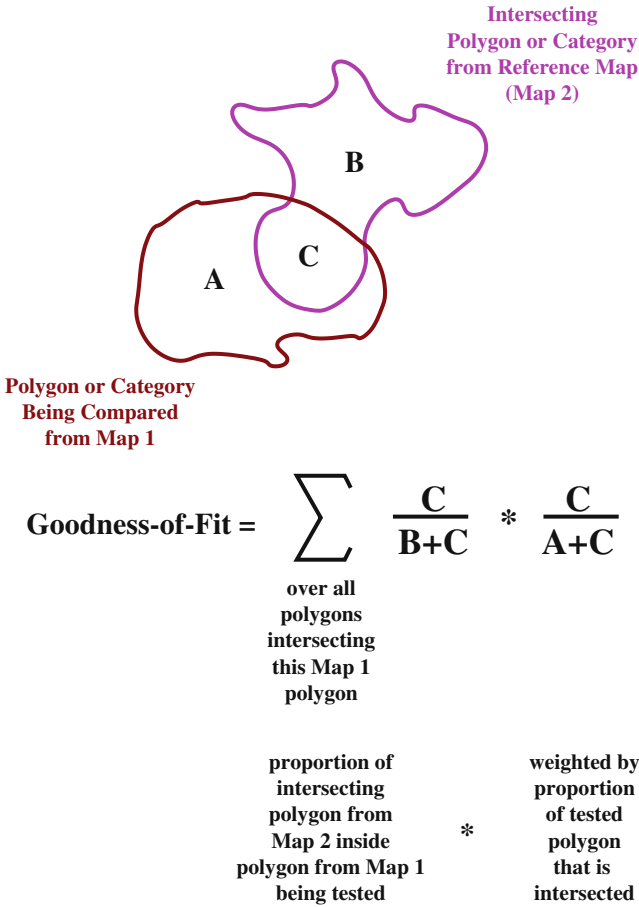 Intersecting
Polygon or Category
from Reference Map
(Map 2)
B
C
A
Polygon or Category
Being Compared
from Map 1
Goodness-of-Fit = ∑ C/B+C * C/A+C
over all
polygons
intersecting
this Map 1
polygon
proportion of
intersecting
polygon from
Map 2 inside
polygon from Map 1
being tested
*
weighted by
proportion
of tested
polygon
that is
intersected